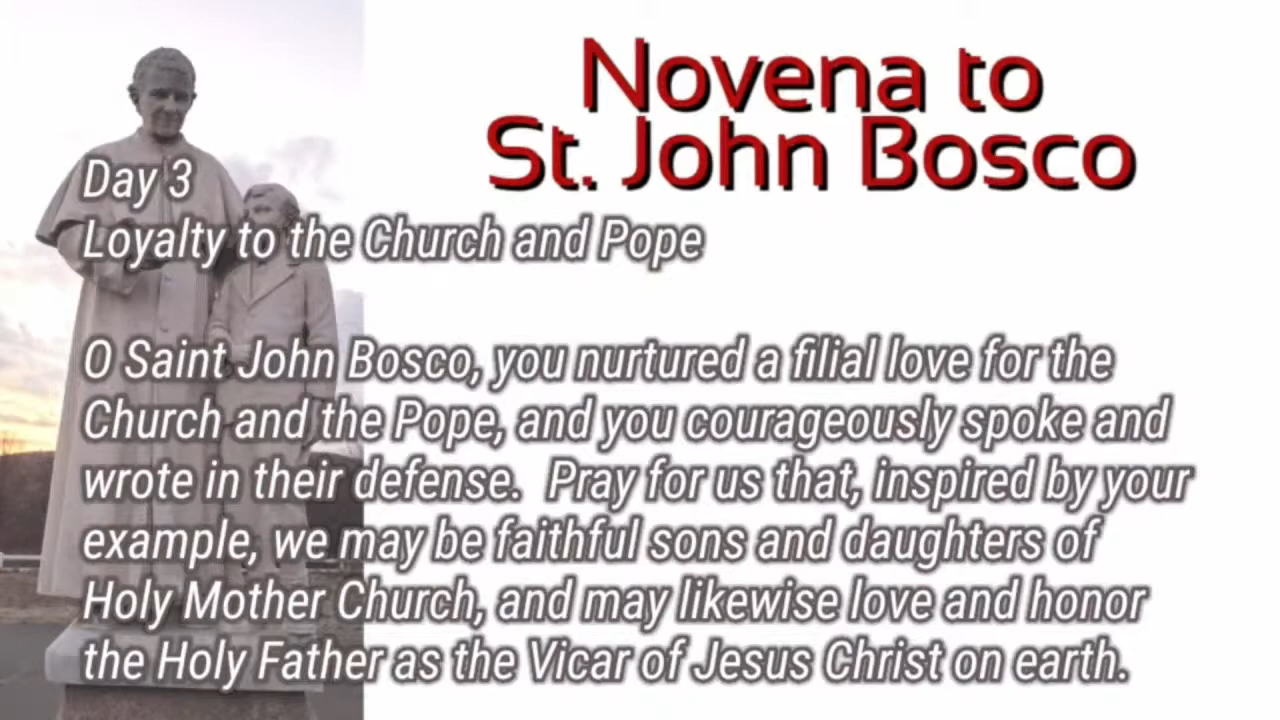 Novena to
St. John Bosco
Day 3
Loyalty to the Church and Pope
O Saint John Bosco, you nurtured a filial love for the
Church and the Pope, and you courageously spoke and
wrote in their defense.  Pray for us that, inspired by your
example, we may be faithful sons and daughters of
Holy Mother Church, and may likewise love and honor
the Holy Father as the Vicar of Jesus Christ on earth.